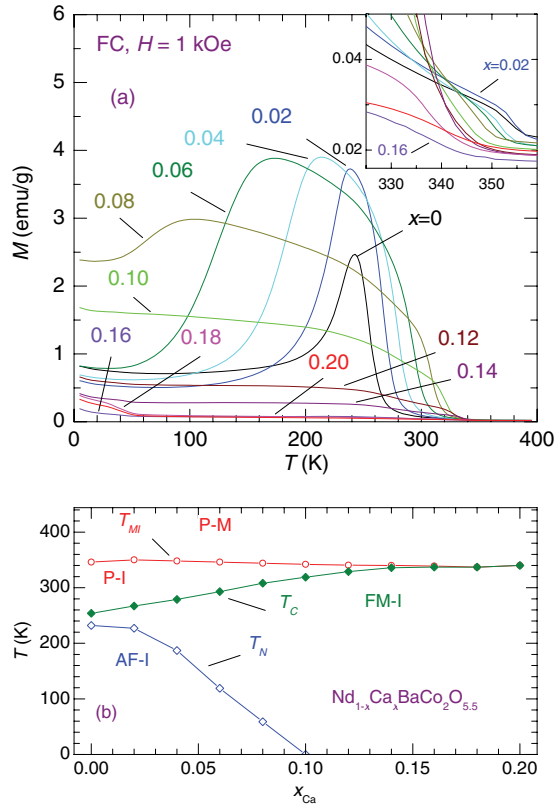 FC, H = 1 kOe
(a)
0.04
0.02
0.06
0.08
0.10
0.16
0.18
0.20
x=0
0.12
0.14
M (emu/g)
6
5
4
3
2
1
0
0 100 200 300 400
T (K)
0.04
0.02
x=0.02
0.16
330 340 350
T_MI
P-M
P-I
T_C
FM-I
AF-I
T_N
(b)
Nd1-xCaxBaCo2O5.5
T (K)
400
300
200
100
0
0.00 0.05 0.10 0.15 0.20
xCa